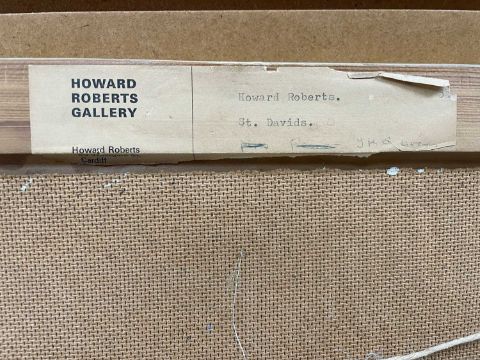 HOWARD
ROBERTS
GALLERY
Howard Roberts
Cardiff
Howard Roberts.
St. Davids.